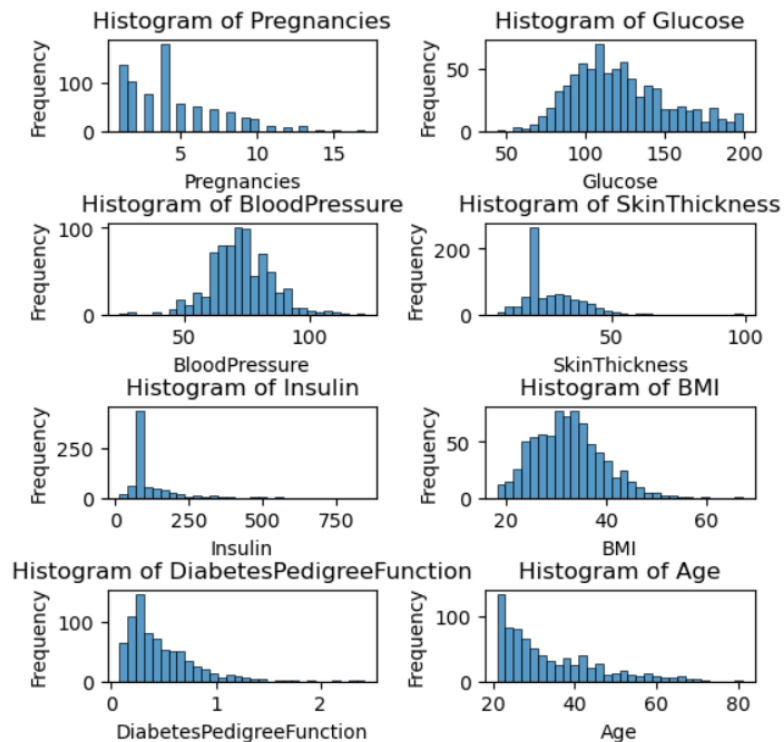 Histogram of Pregnancies
Frequency
100
0
5
10
15
Pregnancies
Histogram of Glucose
Frequency
50
0
50
100
150
200
Glucose
Histogram of BloodPressure
Frequency
100
50
0
50
100
BloodPressure
Histogram of SkinThickness
Frequency
200
0
50
100
SkinThickness
Histogram of Insulin
Frequency
250
0
0
250
500
750
Insulin
Histogram of BMI
Frequency
50
0
20
40
60
BMI
Histogram of DiabetesPedigreeFunction
Frequency
100
0
0
1
2
DiabetesPedigreeFunction
Histogram of Age
Frequency
100
0
20
40
60
80
Age